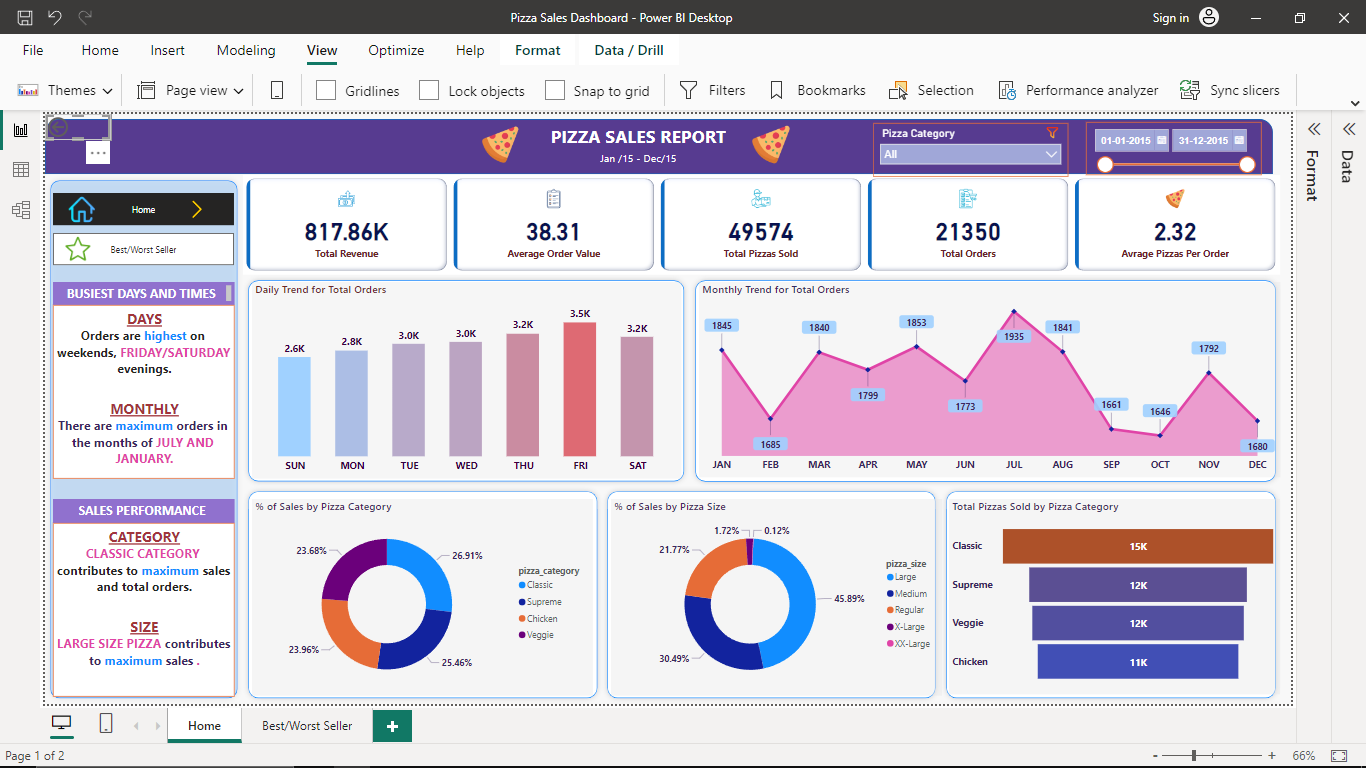 Pizza Sales Dashboard - Power BI Desktop
Sign in
File
Home
Insert
Modeling
View
Optimize
Help
Format
Data / Drill
Themes
Page view
Gridlines
Lock objects
Snap to grid
Filters
Bookmarks
Selection
Performance analyzer
Sync slicers
PIZZA SALES REPORT
Jan /15 - Dec/15
Pizza Category
All
01-01-2015
31-12-2015
Format
Data
Home
Best/Worst Seller
817.86K
Total Revenue
38.31
Average Order Value
49574
Total Pizzas Sold
21350
Total Orders
2.32
Avrage Pizzas Per Order
BUSIEST DAYS AND TIMES
DAYS
Orders are highest on
weekends, FRIDAY/SATURDAY
evenings.
MONTHLY
There are maximum orders in
the months of JULY AND
JANUARY.
SALES PERFORMANCE
CATEGORY
CLASSIC CATEGORY
contributes to maximum sales
and total orders.
SIZE
LARGE SIZE PIZZA contributes
to maximum sales .
Daily Trend for Total Orders
2.6K
2.8K
3.0K
3.0K
3.2K
3.5K
3.2K
SUN
MON
TUE
WED
THU
FRI
SAT
Monthly Trend for Total Orders
1845
1685
1840
1799
1853
1773
1935
1841
1661
1646
1792
1680
JAN
FEB
MAR
APR
MAY
JUN
JUL
AUG
SEP
OCT
NOV
DEC
% of Sales by Pizza Category
23.68%
26.91%
23.96%
25.46%
pizza_category
Classic
Supreme
Chicken
Veggie
% of Sales by Pizza Size
1.72%
0.12%
21.77%
45.89%
30.49%
pizza_size
Large
Medium
Regular
X-Large
XX-Large
Total Pizzas Sold by Pizza Category
Classic
15K
Supreme
12K
Veggie
12K
Chicken
11K
Home
Best/Worst Seller
+
Page 1 of 2
- +
66%